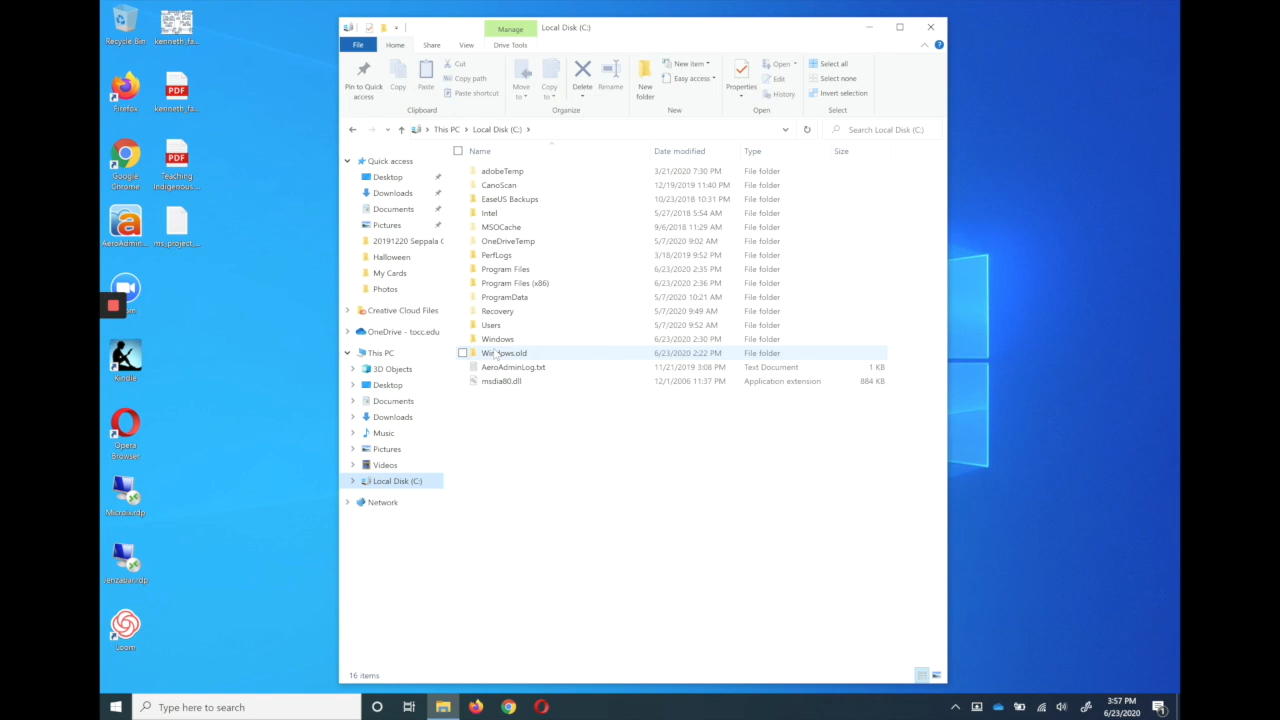 Recycle Bin
kenneth_fa...
Firefox
kenneth_fa...
Google Chrome
Teaching Indigenous...
AeroAdmin...
ms_project_...
Kindle
Opera Browser
Microix.rdp
Jenzabar.rdp
Loom
Manage
Local Disk (C:)
File
Home
Share
View
Drive Tools
Pin to Quick access
Copy
Paste
Cut
Copy path
Paste shortcut
Clipboard
Move to
Copy to
Delete
Rename
Organize
New folder
New item
Easy access
New
Properties
Open
Edit
History
Open
Select all
Select none
Invert selection
Select
This PC
Local Disk (C:)
Search Local Disk (C:)
Quick access
Desktop
Downloads
Documents
Pictures
20191220 Seppala C
Halloween
My Cards
Photos
Creative Cloud Files
OneDrive - tocc.edu
This PC
3D Objects
Desktop
Documents
Downloads
Music
Pictures
Videos
Local Disk (C:)
Network
Name Date modified Type Size
adobeTemp 3/21/2020 7:30 PM File folder
CanoScan 12/19/2019 11:40 PM File folder
EaseUS Backups 10/23/2018 10:31 PM File folder
Intel 5/27/2018 5:54 AM File folder
MSOCache 9/6/2018 11:29 AM File folder
OneDriveTemp 5/7/2020 9:02 AM File folder
PerfLogs 3/18/2019 9:52 PM File folder
Program Files 6/23/2020 2:35 PM File folder
Program Files (x86) 6/23/2020 2:36 PM File folder
ProgramData 5/7/2020 10:21 AM File folder
Recovery 5/7/2020 9:49 AM File folder
Users 5/7/2020 9:52 AM File folder
Windows 6/23/2020 2:30 PM File folder
Windows.old 6/23/2020 2:22 PM File folder
AeroAdminLog.txt 11/21/2019 3:08 PM Text Document 1 KB
msdia80.dll 12/1/2006 11:37 PM Application extension 884 KB
16 items
Type here to search
3:57 PM
6/23/2020